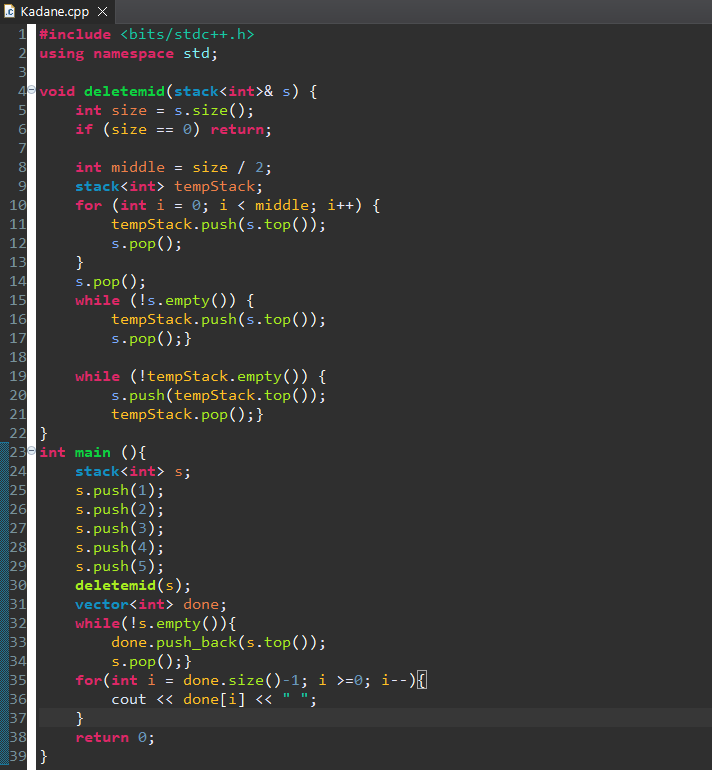 Kadane.cpp
1 #include <bits/stdc++.h>
2 using namespace std;
3
4 void deletemid(stack<int>& s) {
5     int size = s.size();
6     if (size == 0) return;
7
8     int middle = size / 2;
9     stack<int> tempStack;
10     for (int i = 0; i < middle; i++) {
11         tempStack.push(s.top());
12         s.pop();
13     }
14     s.pop();
15     while (!s.empty()) {
16         tempStack.push(s.top());
17         s.pop();}
18
19     while (!tempStack.empty()) {
20         s.push(tempStack.top());
21         tempStack.pop();}
22 }
23 int main (){
24     stack<int> s;
25     s.push(1);
26     s.push(2);
27     s.push(3);
28     s.push(4);
29     s.push(5);
30     deletemid(s);
31     vector<int> done;
32     while(!s.empty()){
33         done.push_back(s.top());
34         s.pop();}
35     for(int i = done.size()-1; i >=0; i--){
36         cout << done[i] << " ";
37     }
38     return 0;
39 }